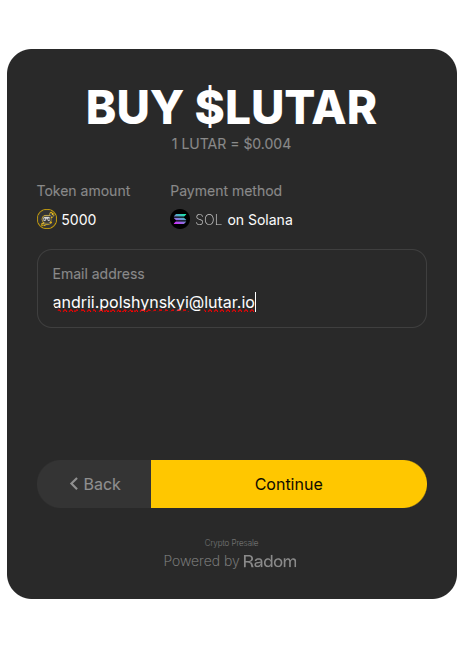 BUY $LUTAR
1 LUTAR = $0.004
Token amount
Payment method
5000
SOL on Solana
Email address
andrii.polshynskyi@lutar.io
Back
Continue
Crypto Presale
Powered by Radom